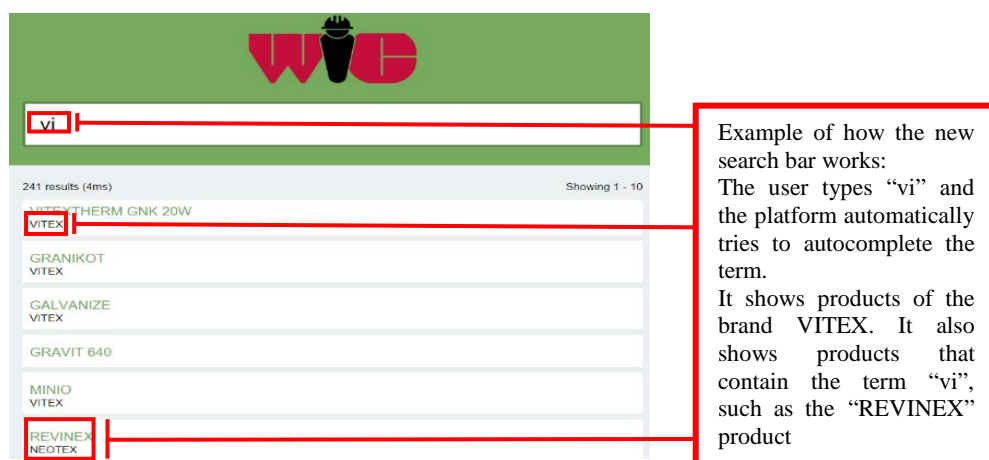 WiC
vi
241 results (4ms)
Showing 1 - 10
VITEXTHERM GNK 20W
VITEX
GRANIKOT
VITEX
GALVANIZE
VITEX
GRAVIT 640
MINIO
VITEX
REVINEX
NEOTEX
Example of how the new
search bar works:
The user types “vi” and
the platform automatically
tries to autocomplete the
term.
It shows products of the
brand VITEX. It also
shows products that
contain the term “vi”,
such as the “REVINEX”
product